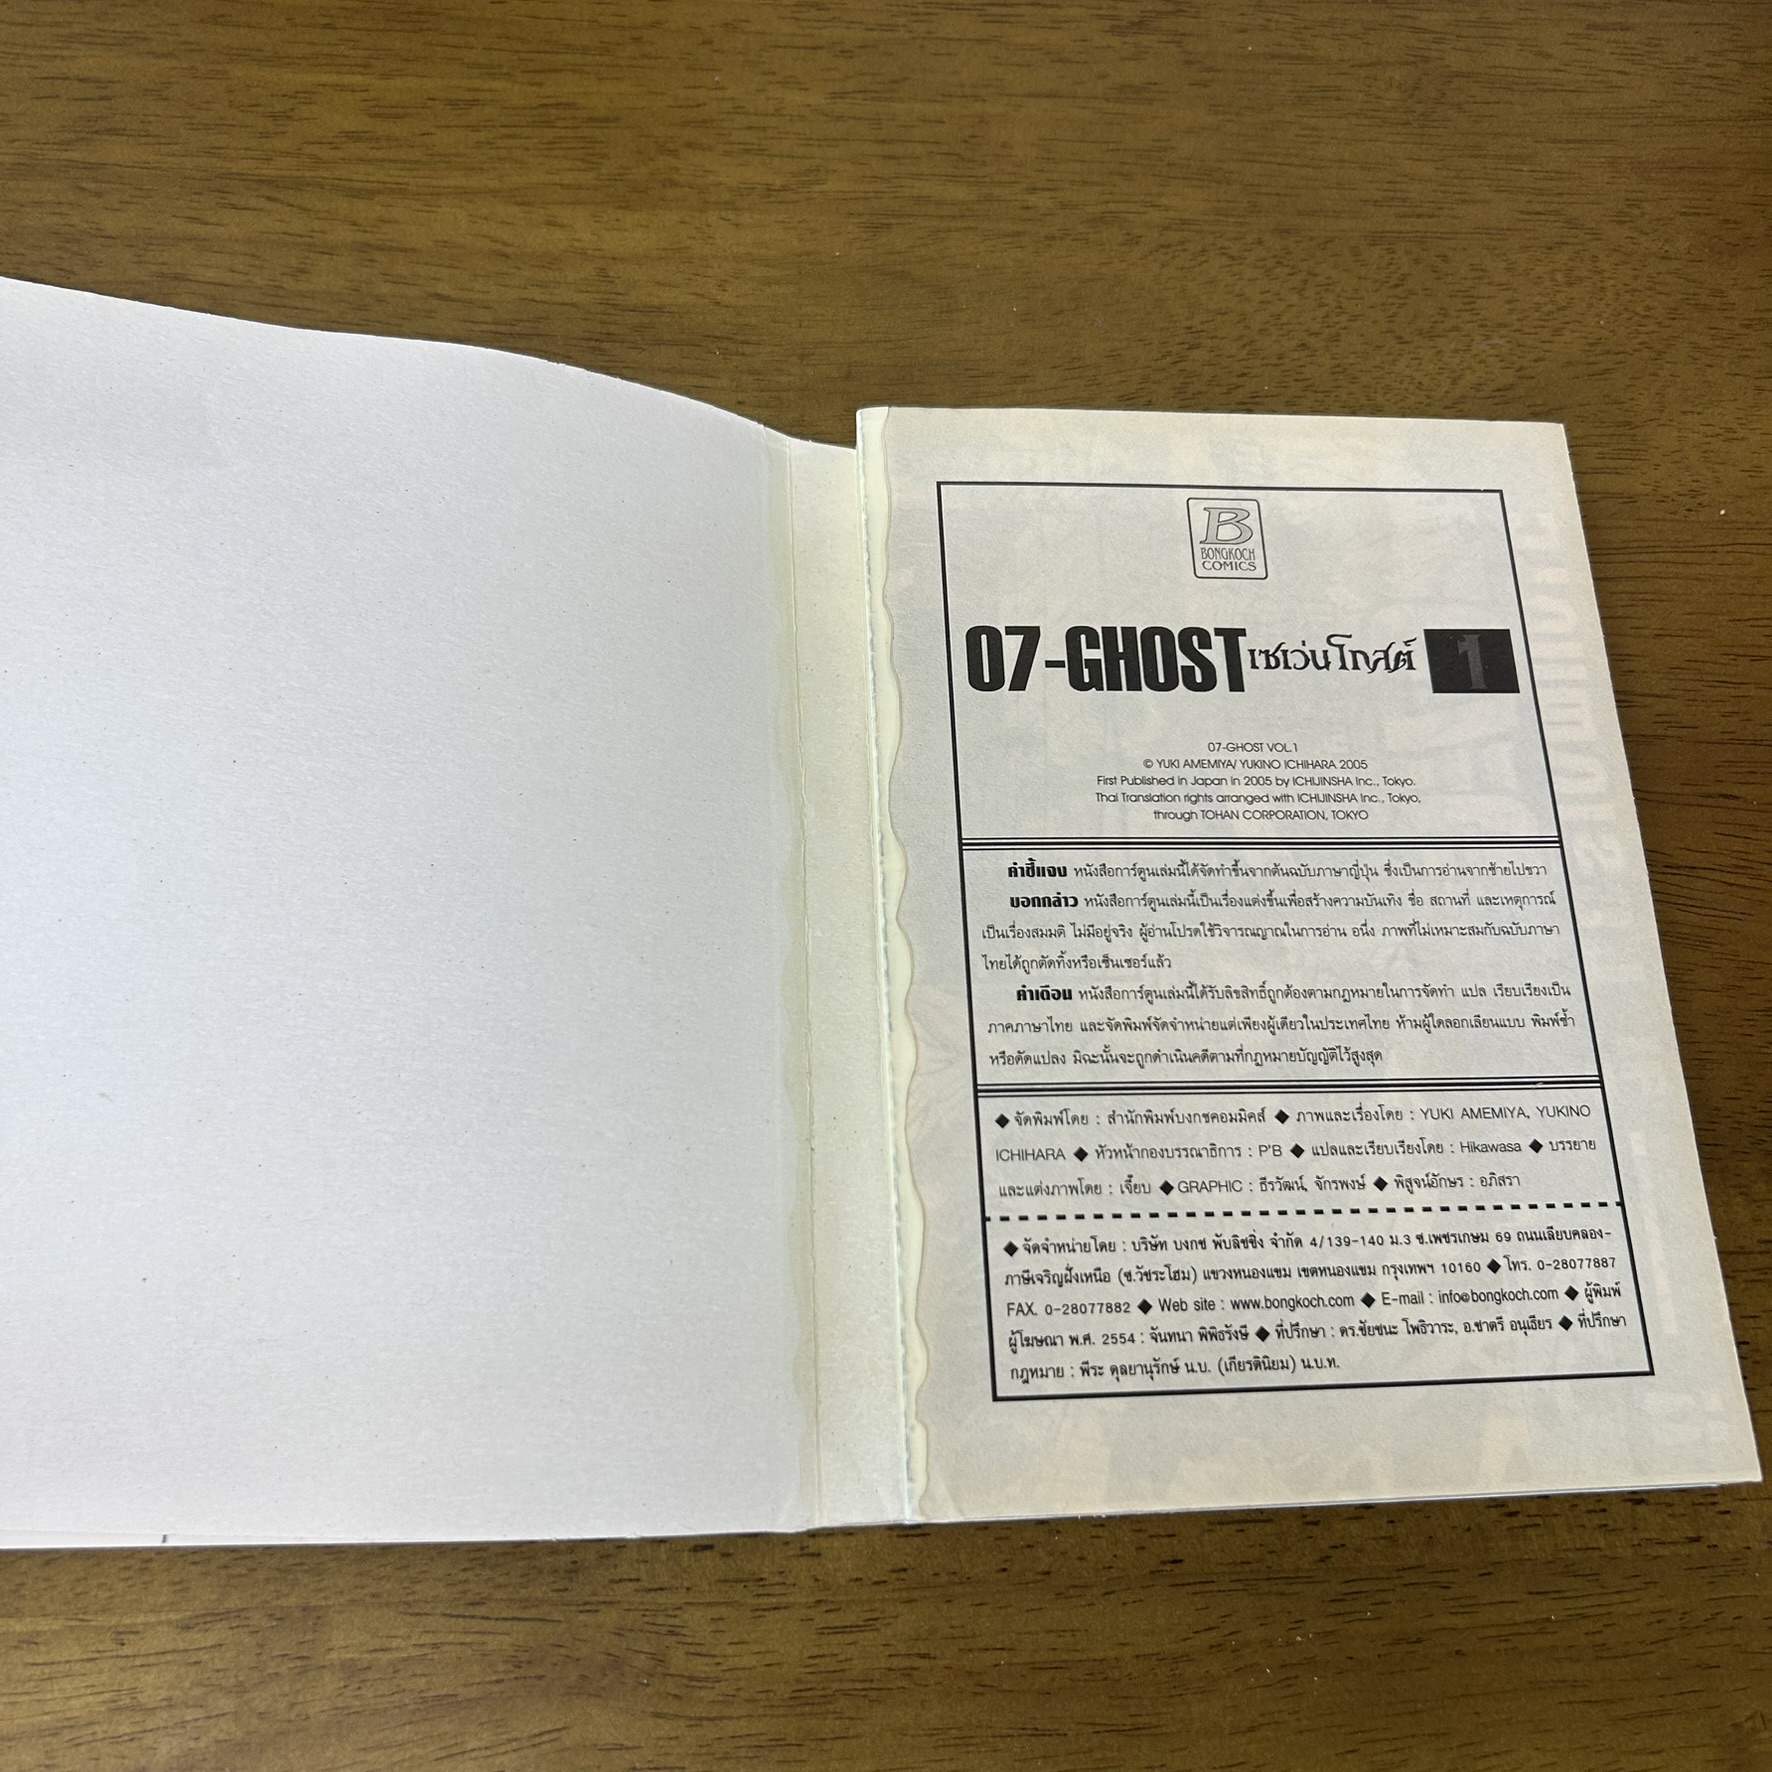 B
BONGKOCH
COMICS
07-GHOST เซเว่นโกสต์ 1
07-GHOST VOL.1
© YUKI AMEMIYA/ YUKINO ICHIHARA 2005
First Published in Japan in 2005 by ICHIJINSHA Inc., Tokyo.
Thai Translation rights arranged with ICHIJINSHA Inc., Tokyo,
through TOHAN CORPORATION, TOKYO
คำชี้แจง หนังสือการ์ตูนเล่มนี้ได้จัดทำขึ้นจากต้นฉบับภาษาญี่ปุ่น ซึ่งเป็นการอ่านจากซ้ายไปขวา
บอกกล่าว หนังสือการ์ตูนเล่มนี้เป็นเรื่องแต่งขึ้นเพื่อสร้างความบันเทิง ชื่อ สถานที่ และเหตุการณ์
เป็นเรื่องสมมติ ไม่มีอยู่จริง ผู้อ่านโปรดใช้วิจารณญาณในการอ่าน อนึ่ง ภาพที่ไม่เหมาะสมกับฉบับภาษา
ไทยได้ถูกตัดทิ้งหรือเซ็นเซอร์แล้ว
คำเตือน หนังสือการ์ตูนเล่มนี้ได้รับลิขสิทธิ์ถูกต้องตามกฎหมายในการจัดทำ แปล เรียบเรียงเป็น
ภาคภาษาไทย และจัดพิมพ์จัดจำหน่ายแต่เพียงผู้เดียวในประเทศไทย ห้ามผู้ใดลอกเลียนแบบ พิมพ์ซ้ำ
หรือดัดแปลง มิฉะนั้นจะถูกดำเนินคดีตามที่กฎหมายบัญญัติไว้สูงสุด
◆ จัดพิมพ์โดย : สำนักพิมพ์บงกชคอมมิคส์ ◆ ภาพและเรื่องโดย : YUKI AMEMIYA, YUKINO
ICHIHARA ◆ หัวหน้ากองบรรณาธิการ : P'B ◆ แปลและเรียบเรียงโดย : Hikawasa ◆ บรรยาย
และแต่งภาพโดย : เจี๊ยบ ◆ GRAPHIC : ธีรวัฒน์, จักรพงษ์ ◆ พิสูจน์อักษร : อภิสรา
◆ จัดจำหน่ายโดย : บริษัท บงกช พับลิชชิ่ง จำกัด 4/139-140 ม.3 ซ.เพชรเกษม 69 ถนนเลียบคลอง-
ภาษีเจริญฝั่งเหนือ (ซ.วัชระโฮม) แขวงหนองแขม เขตหนองแขม กรุงเทพฯ 10160 ◆ โทร. 0-28077887
FAX. 0-28077882 ◆ Web site : www.bongkoch.com ◆ E-mail : info@bongkoch.com ◆ ผู้พิมพ์
ผู้โฆษณา พ.ศ. 2554 : จันทนา พิพิธรังษี ◆ ที่ปรึกษา : ดร.ชัยชนะ โพธิวาระ, อ.ชาตรี อนุเธียร ◆ ที่ปรึกษา
กฎหมาย : พีระ ดุลยานุรักษ์ น.บ. (เกียรตินิยม) น.บ.ท.